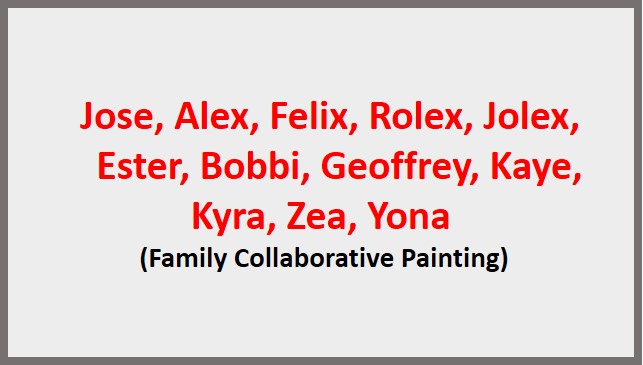 Jose, Alex, Felix, Rolex, Jolex,
Ester, Bobbi, Geoffrey, Kaye,
Kyra, Zea, Yona
(Family Collaborative Painting)